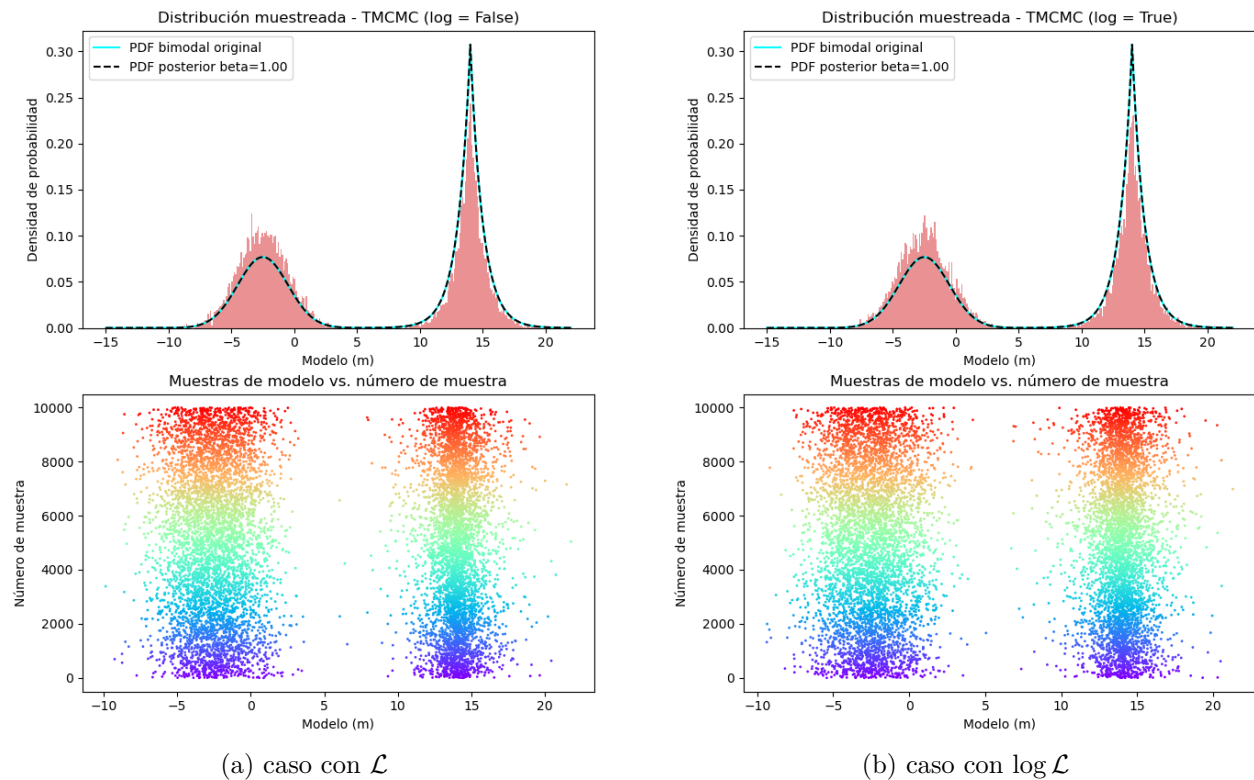 Distribución muestreada - TMCMC (log = False)
PDF bimodal original
PDF posterior beta=1.00
Densidad de probabilidad
0.30
0.25
0.20
0.15
0.10
0.05
0.00
−15 −10 −5 0 5 10 15 20
Modelo (m)
Muestras de modelo vs. número de muestra
Número de muestra
10000
8000
6000
4000
2000
0
−10 −5 0 5 10 15 20
Modelo (m)
(a) caso con ℒ
Distribución muestreada - TMCMC (log = True)
PDF bimodal original
PDF posterior beta=1.00
Densidad de probabilidad
0.30
0.25
0.20
0.15
0.10
0.05
0.00
−15 −10 −5 0 5 10 15 20
Modelo (m)
Muestras de modelo vs. número de muestra
Número de muestra
10000
8000
6000
4000
2000
0
−10 −5 0 5 10 15 20
Modelo (m)
(b) caso con log ℒ